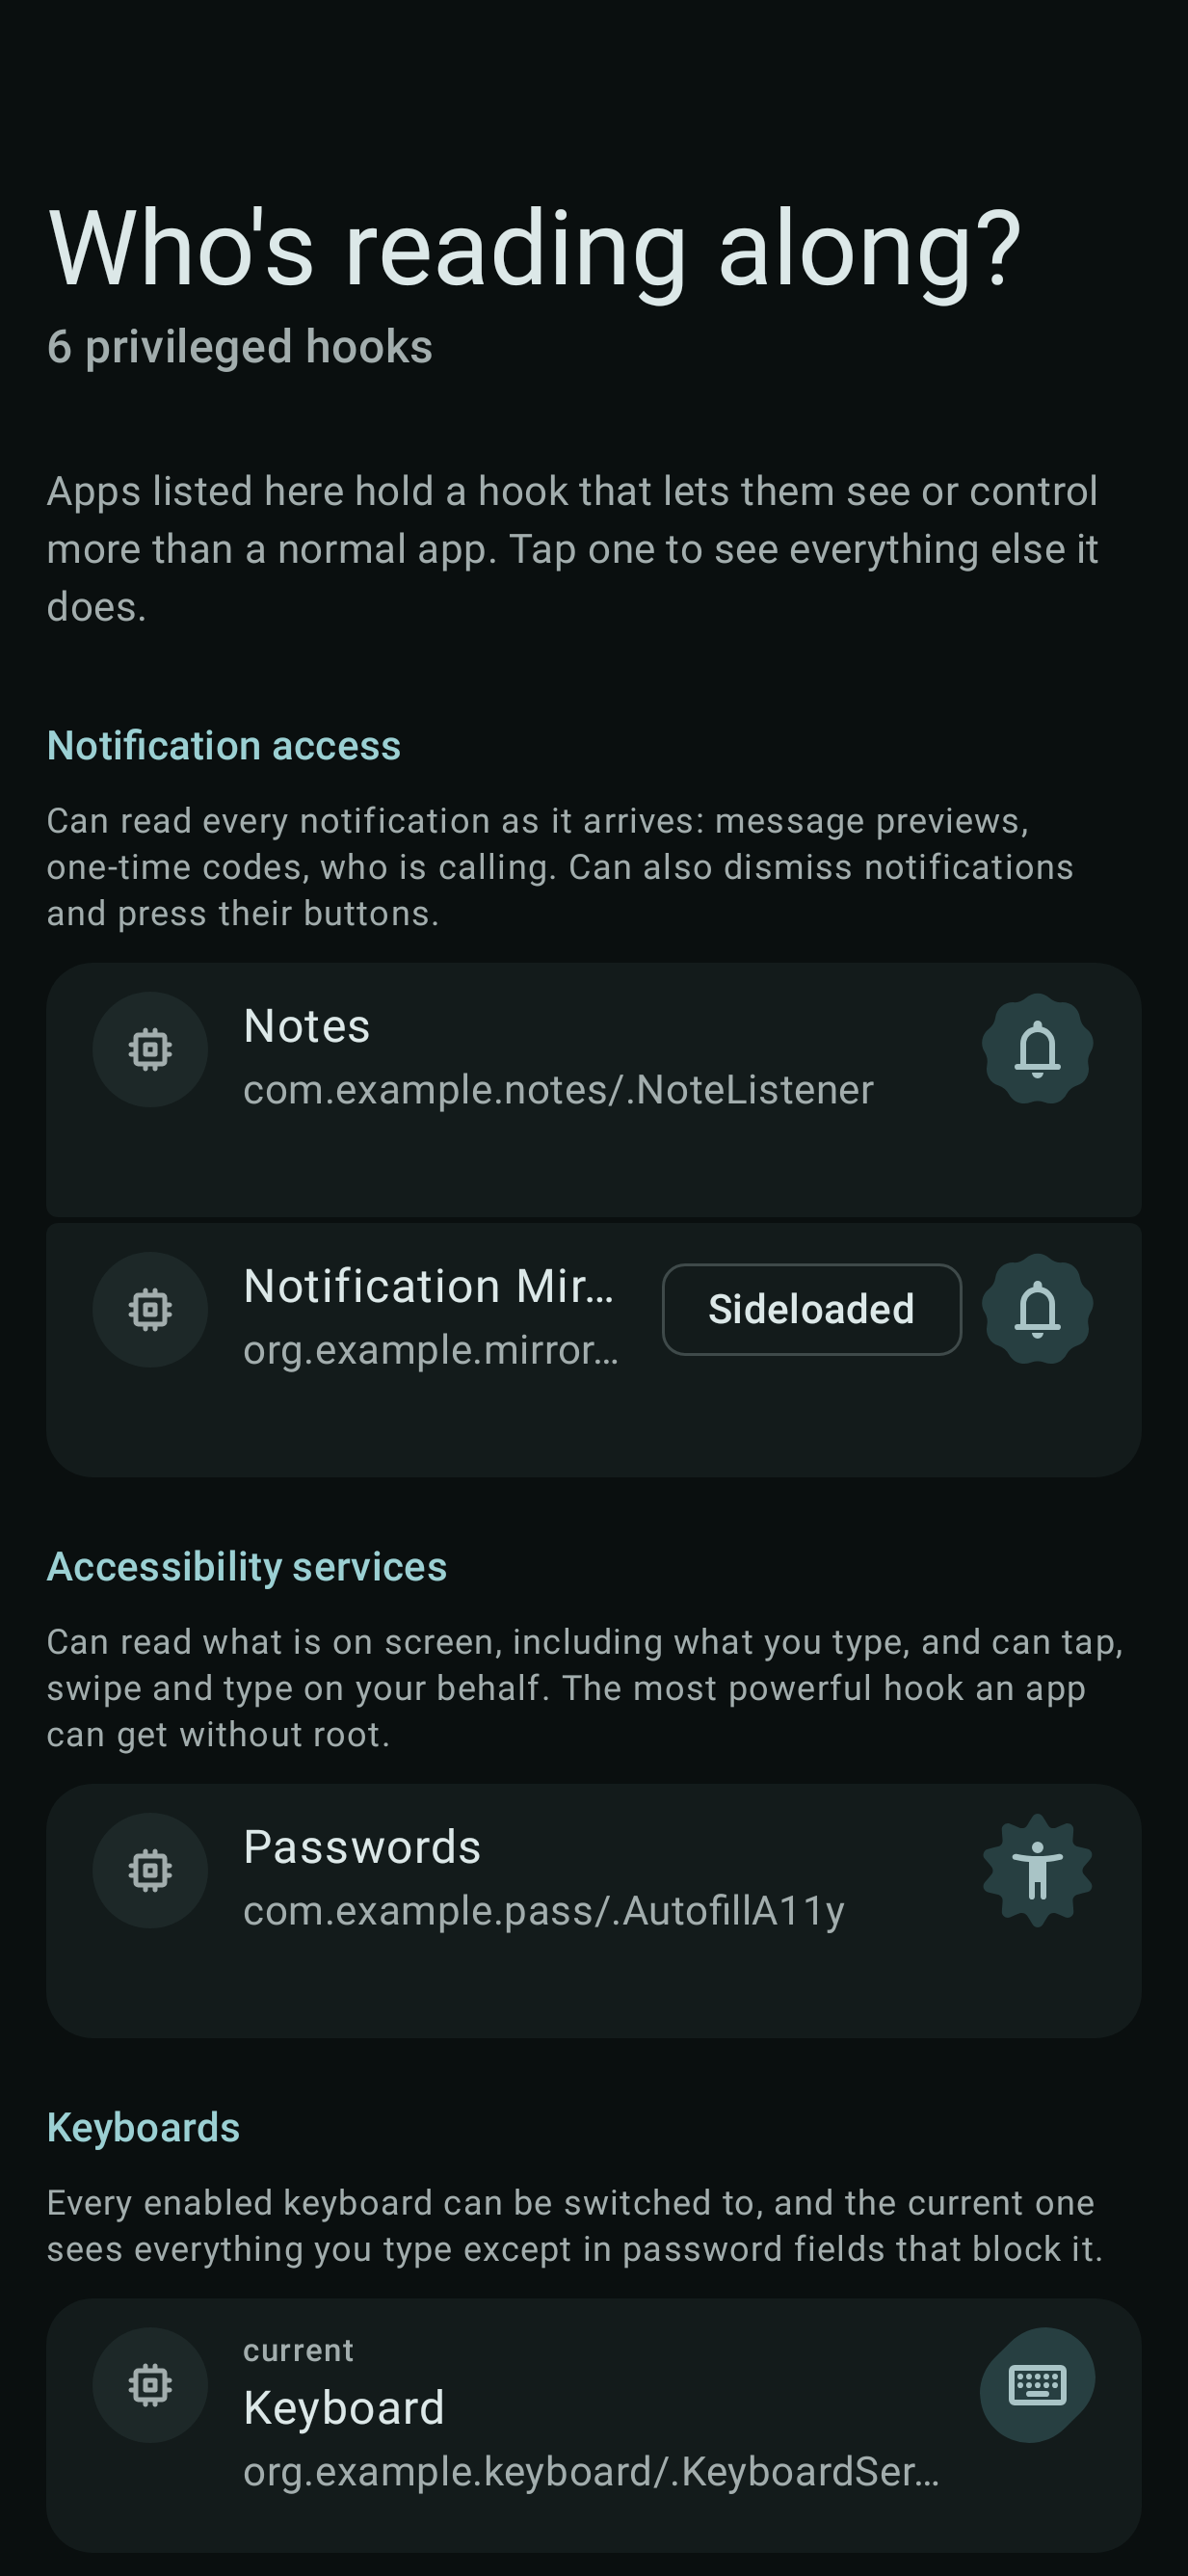 Who's reading along?
6 privileged hooks
Apps listed here hold a hook that lets them see or control
more than a normal app. Tap one to see everything else it
does.
Notification access
Can read every notification as it arrives: message previews,
one-time codes, who is calling. Can also dismiss notifications
and press their buttons.
Notes
com.example.notes/.NoteListener
Notification Mir…
Sideloaded
org.example.mirror…
Accessibility services
Can read what is on screen, including what you type, and can tap,
swipe and type on your behalf. The most powerful hook an app
can get without root.
Passwords
com.example.pass/.AutofillA11y
Keyboards
Every enabled keyboard can be switched to, and the current one
sees everything you type except in password fields that block it.
current
Keyboard
org.example.keyboard/.KeyboardSer…